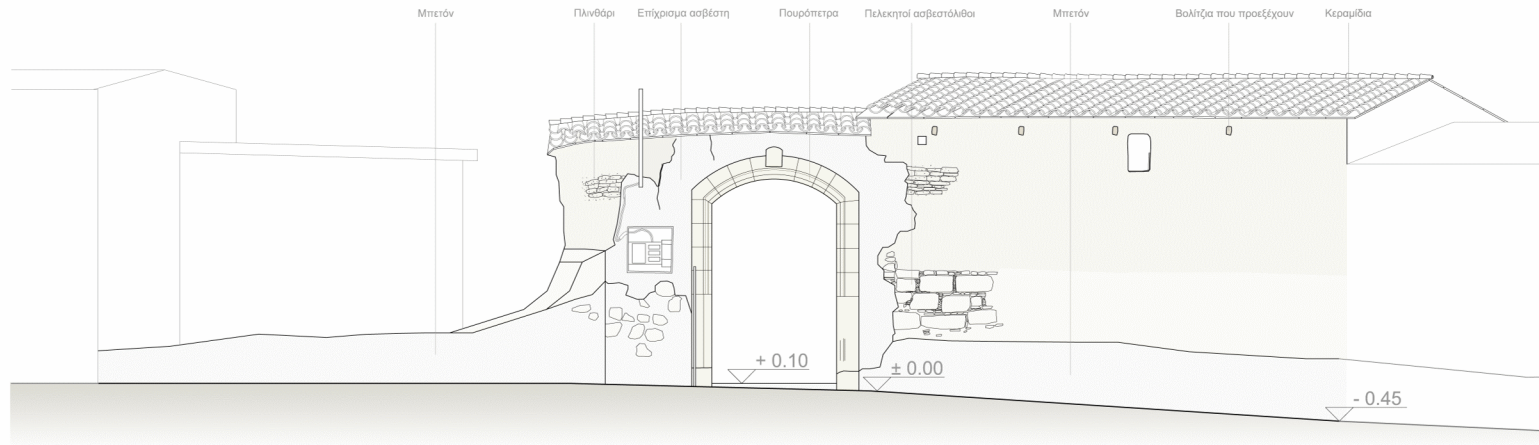 Μπετόν
Πλινθάρι
Επίχρισμα ασβέστη
Πουρόπετρα
Πελεκητοί ασβεστόλιθοι
Μπετόν
Βολίτζια που προεξέχουν
Κεραμίδια
+ 0.10
± 0.00
- 0.45